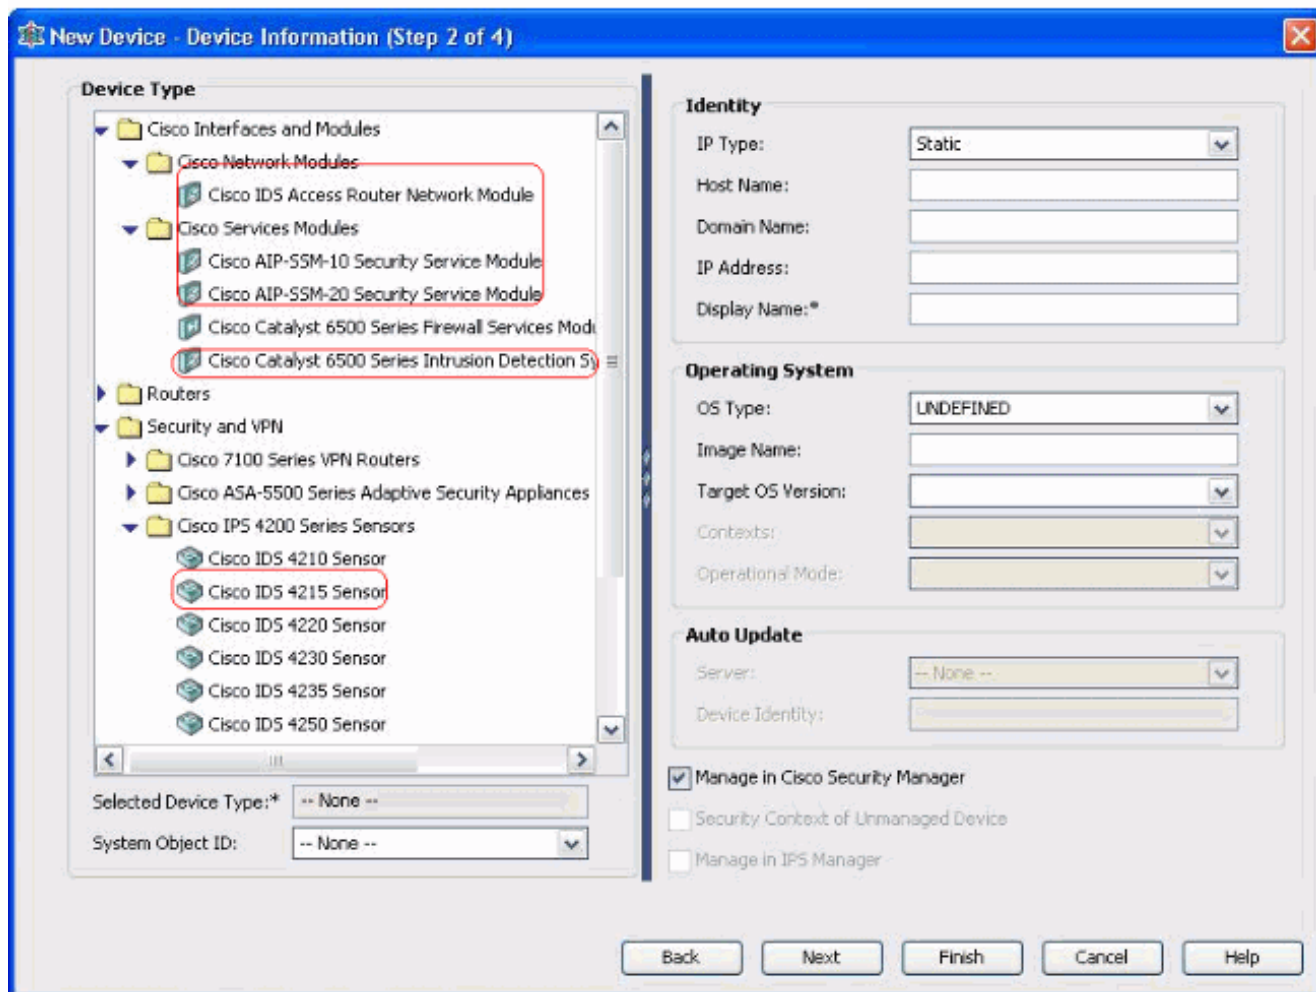 New Device - Device Information (Step 2 of 4)
Device Type
Cisco Interfaces and Modules
Cisco Network Modules
Cisco IDS Access Router Network Module
Cisco Services Modules
Cisco AIP-SSM-10 Security Service Module
Cisco AIP-SSM-20 Security Service Module
Cisco Catalyst 6500 Series Firewall Services Modu
Cisco Catalyst 6500 Series Intrusion Detection Sy
Routers
Security and VPN
Cisco 7100 Series VPN Routers
Cisco ASA-5500 Series Adaptive Security Appliances
Cisco IPS 4200 Series Sensors
Cisco IDS 4210 Sensor
Cisco IDS 4215 Sensor
Cisco IDS 4220 Sensor
Cisco IDS 4230 Sensor
Cisco IDS 4235 Sensor
Cisco IDS 4250 Sensor
Selected Device Type:* -- None --
System Object ID: -- None --
Identity
IP Type: Static
Host Name:
Domain Name:
IP Address:
Display Name:*
Operating System
OS Type: UNDEFINED
Image Name:
Target OS Version:
Contexts:
Operational Mode:
Auto Update
Server: -- None --
Device Identity:
Manage in Cisco Security Manager
Security Context of Unmanaged Device
Manage in IPS Manager
Back Next Finish Cancel Help